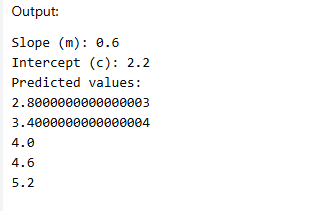 Output:
Slope (m): 0.6
Intercept (c): 2.2
Predicted values:
2.8000000000000003
3.4000000000000004
4.0
4.6
5.2